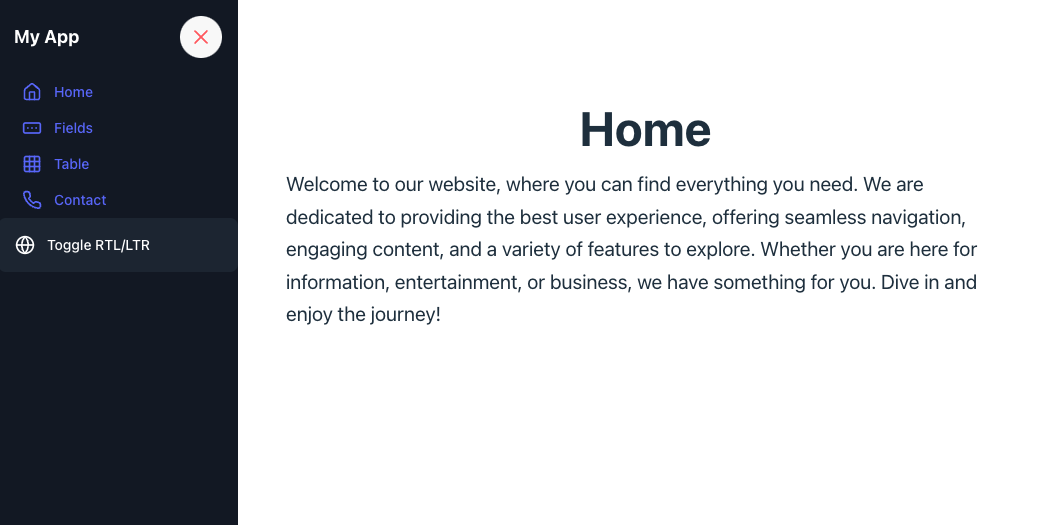 My App
Home
Fields
Table
Contact
Toggle RTL/LTR
Home
Welcome to our website, where you can find everything you need. We are
dedicated to providing the best user experience, offering seamless navigation,
engaging content, and a variety of features to explore. Whether you are here for
information, entertainment, or business, we have something for you. Dive in and
enjoy the journey!